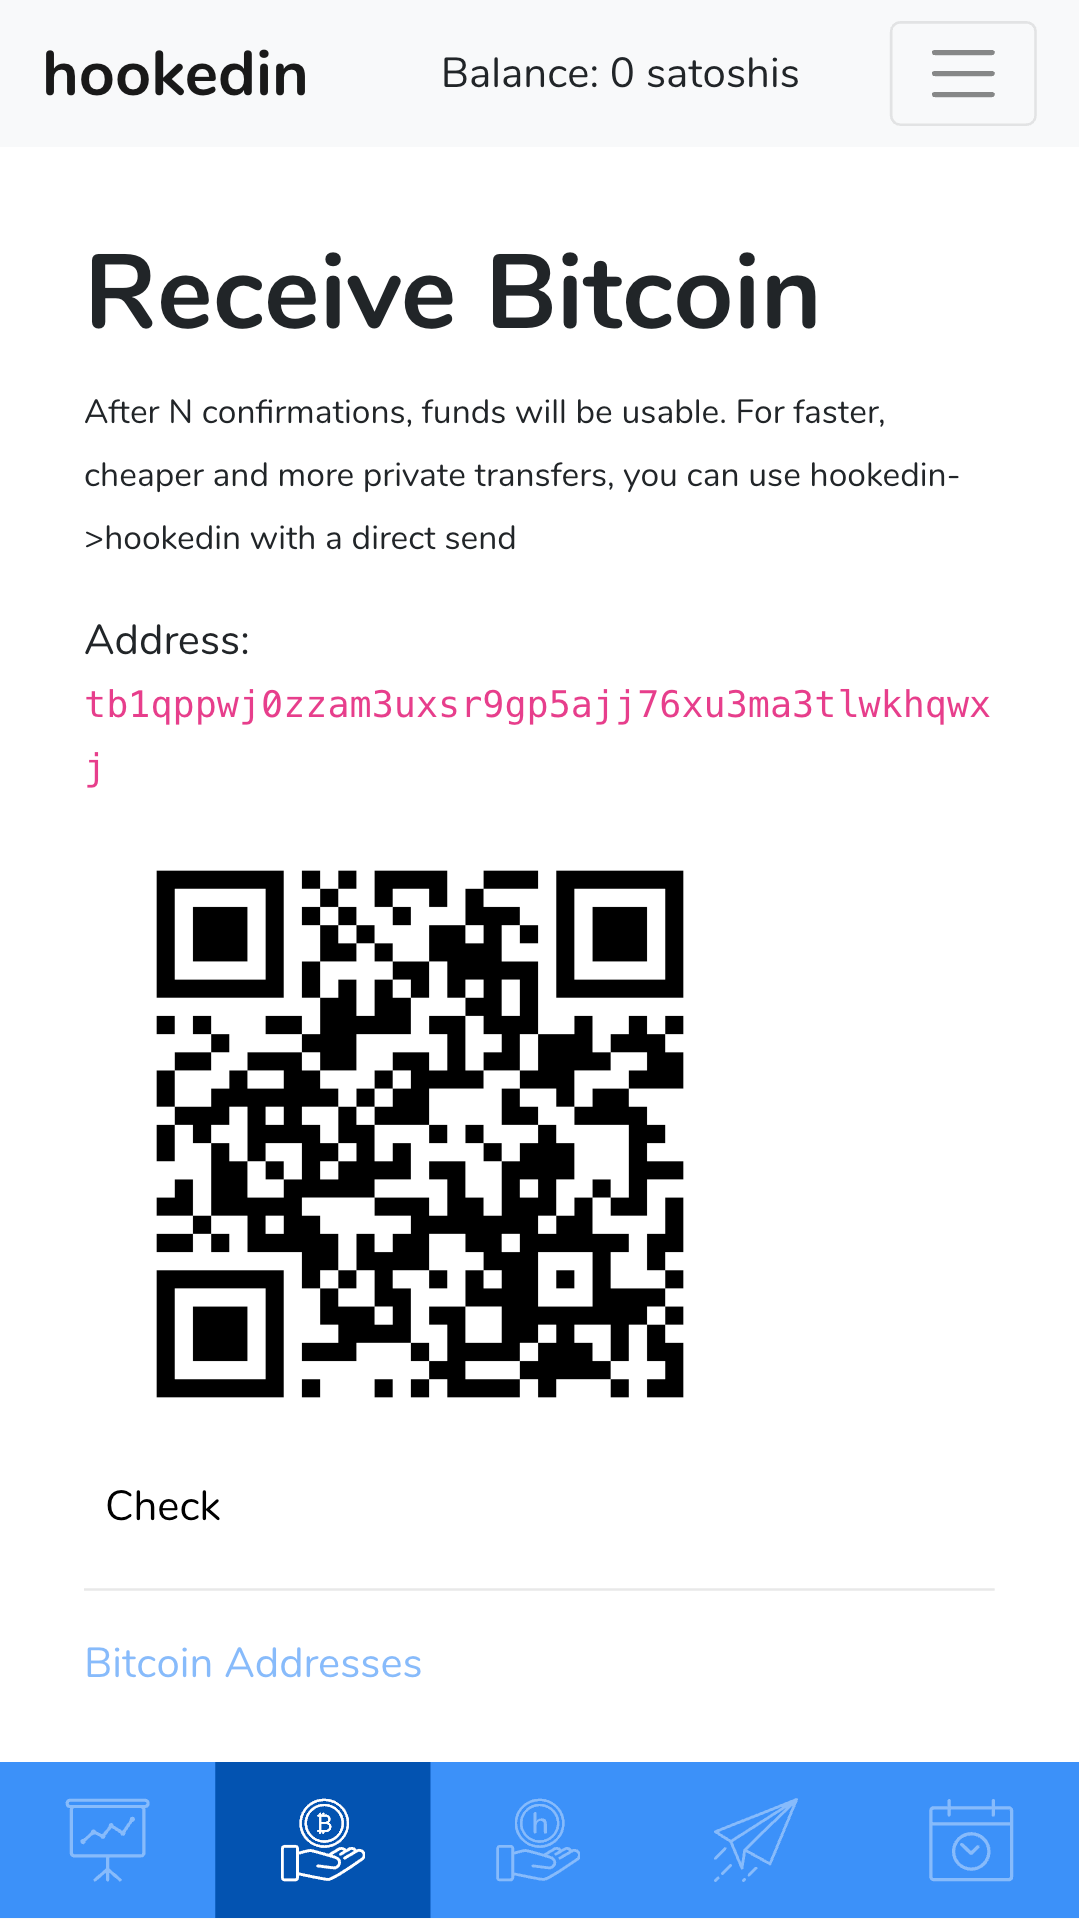 hookedin
Balance: 0 satoshis
Receive Bitcoin
After N confirmations, funds will be usable. For faster,
cheaper and more private transfers, you can use hookedin-
>hookedin with a direct send
Address:
tb1qppwj0zzam3uxsr9gp5ajj76xu3ma3tlwkhqwx
j
Check
Bitcoin Addresses
B
h